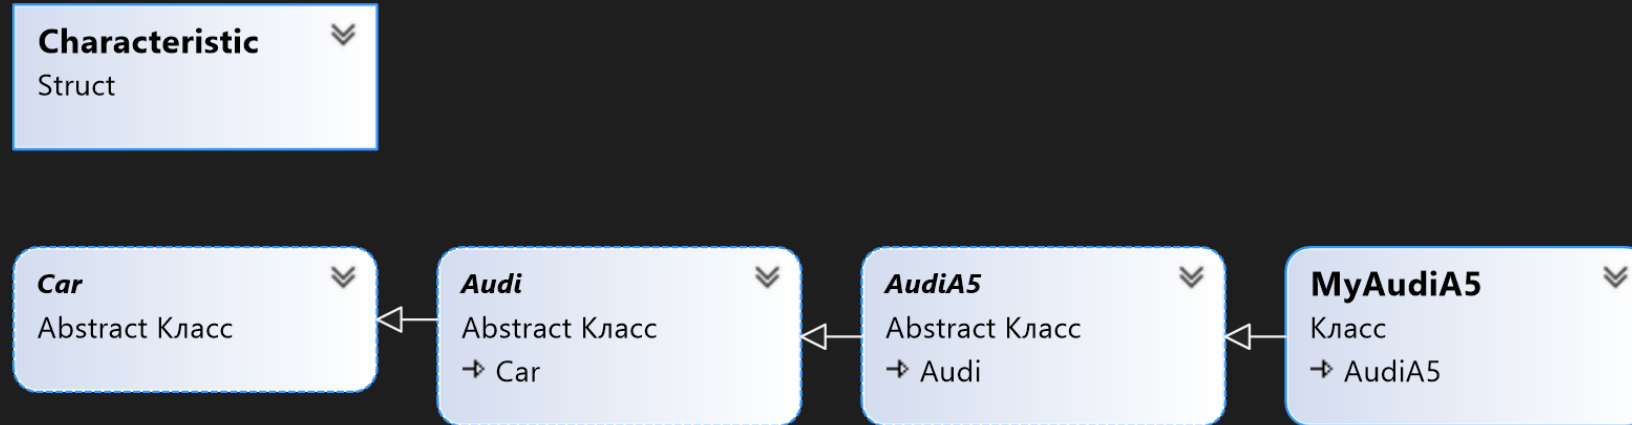 Characteristic
Struct
Car
Abstract Класс
Audi
Abstract Класс
Car
AudiA5
Abstract Класс
Audi
MyAudiA5
Класс
AudiA5